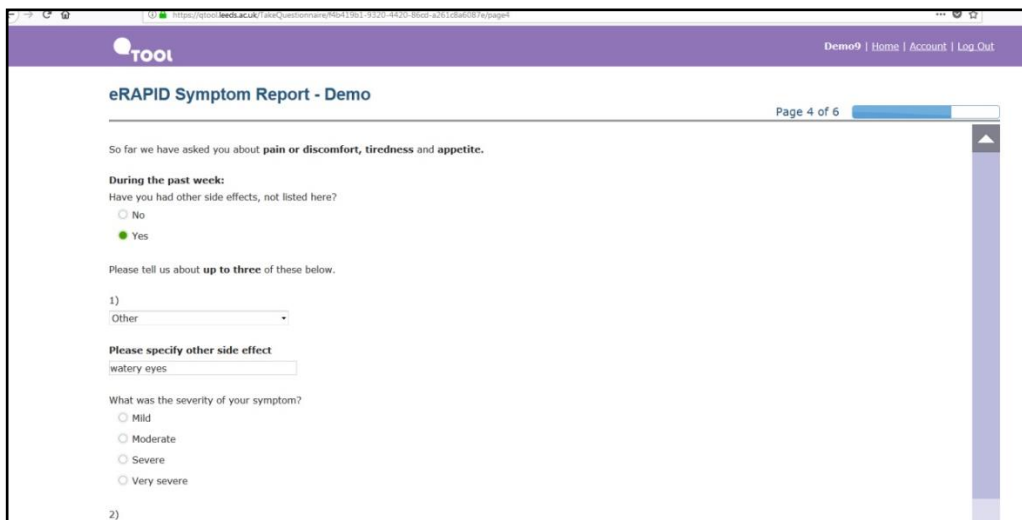 https://qtool.leeds.ac.uk/TakeQuestionnaire/f4b419b1-9320-4420-86cd-a261c8a6087e/page4
QTOOL
Demo9 | Home | Account | Log Out
eRAPID Symptom Report - Demo
Page 4 of 6
So far we have asked you about pain or discomfort, tiredness and appetite.
During the past week:
Have you had other side effects, not listed here?
No
Yes
Please tell us about up to three of these below.
1)
Other
Please specify other side effect
watery eyes
What was the severity of your symptom?
Mild
Moderate
Severe
Very severe
2)